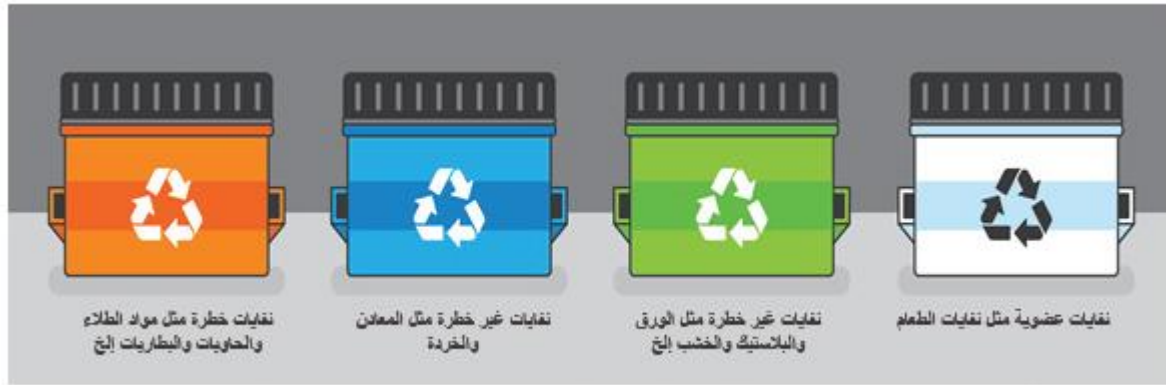 نفايات عضوية مثل نفايات الطعام
نفايات غير خطرة مثل الورق
والبلاستيك والخشب إلخ
نفايات غير خطرة مثل المعادن
والخردة
نفايات خطرة مثل مواد الطلاء
والحاويات والبطاريات إلخ